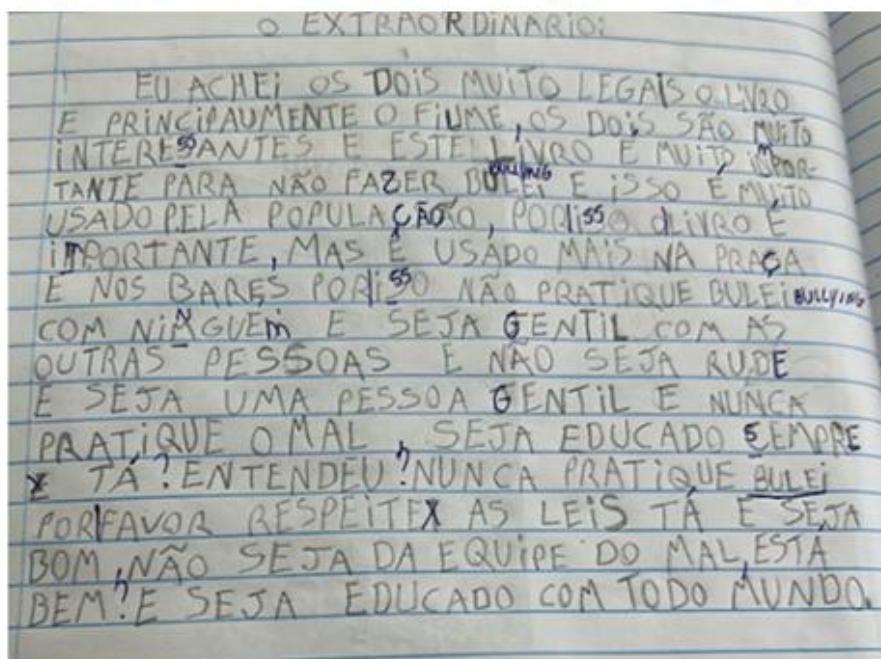 O EXTRAORDINARIO:
EU ACHEI OS DOIS MUITO LEGAIS O LIVRO
E PRINCIPAUMENTE O FIUME, OS DOIS SÃO MUITO
INTERESSANTES E ESTE LIVRO E MUITO IMPOR-
TANTE PARA NÃO FAZER BULEI BULLYING E ISSO É MUITO
USADO PELA POPULAÇÃO, POR ISSO O LIVRO É
IMPORTANTE, MAS É USADO MAIS NA PRAÇA
E NOS BARES POR ISSO NÃO PRATIQUE BULEI BULLYING
COM NINGUEM E SEJA GENTIL COM AS
OUTRAS PESSOAS E NÃO SEJA RUDE
E SEJA UMA PESSOA GENTIL E NUNCA
PRATIQUE O MAL, SEJA EDUCADO SEMPRE
E TÁ? ENTENDEU? NUNCA PRATIQUE BULEI
POR FAVOR RESPEITE AS LEIS TÁ E SEJA
BOM, NÃO SEJA DA EQUIPE DO MAL, ESTÁ
BEM? E SEJA EDUCADO COM TODO MUNDO.